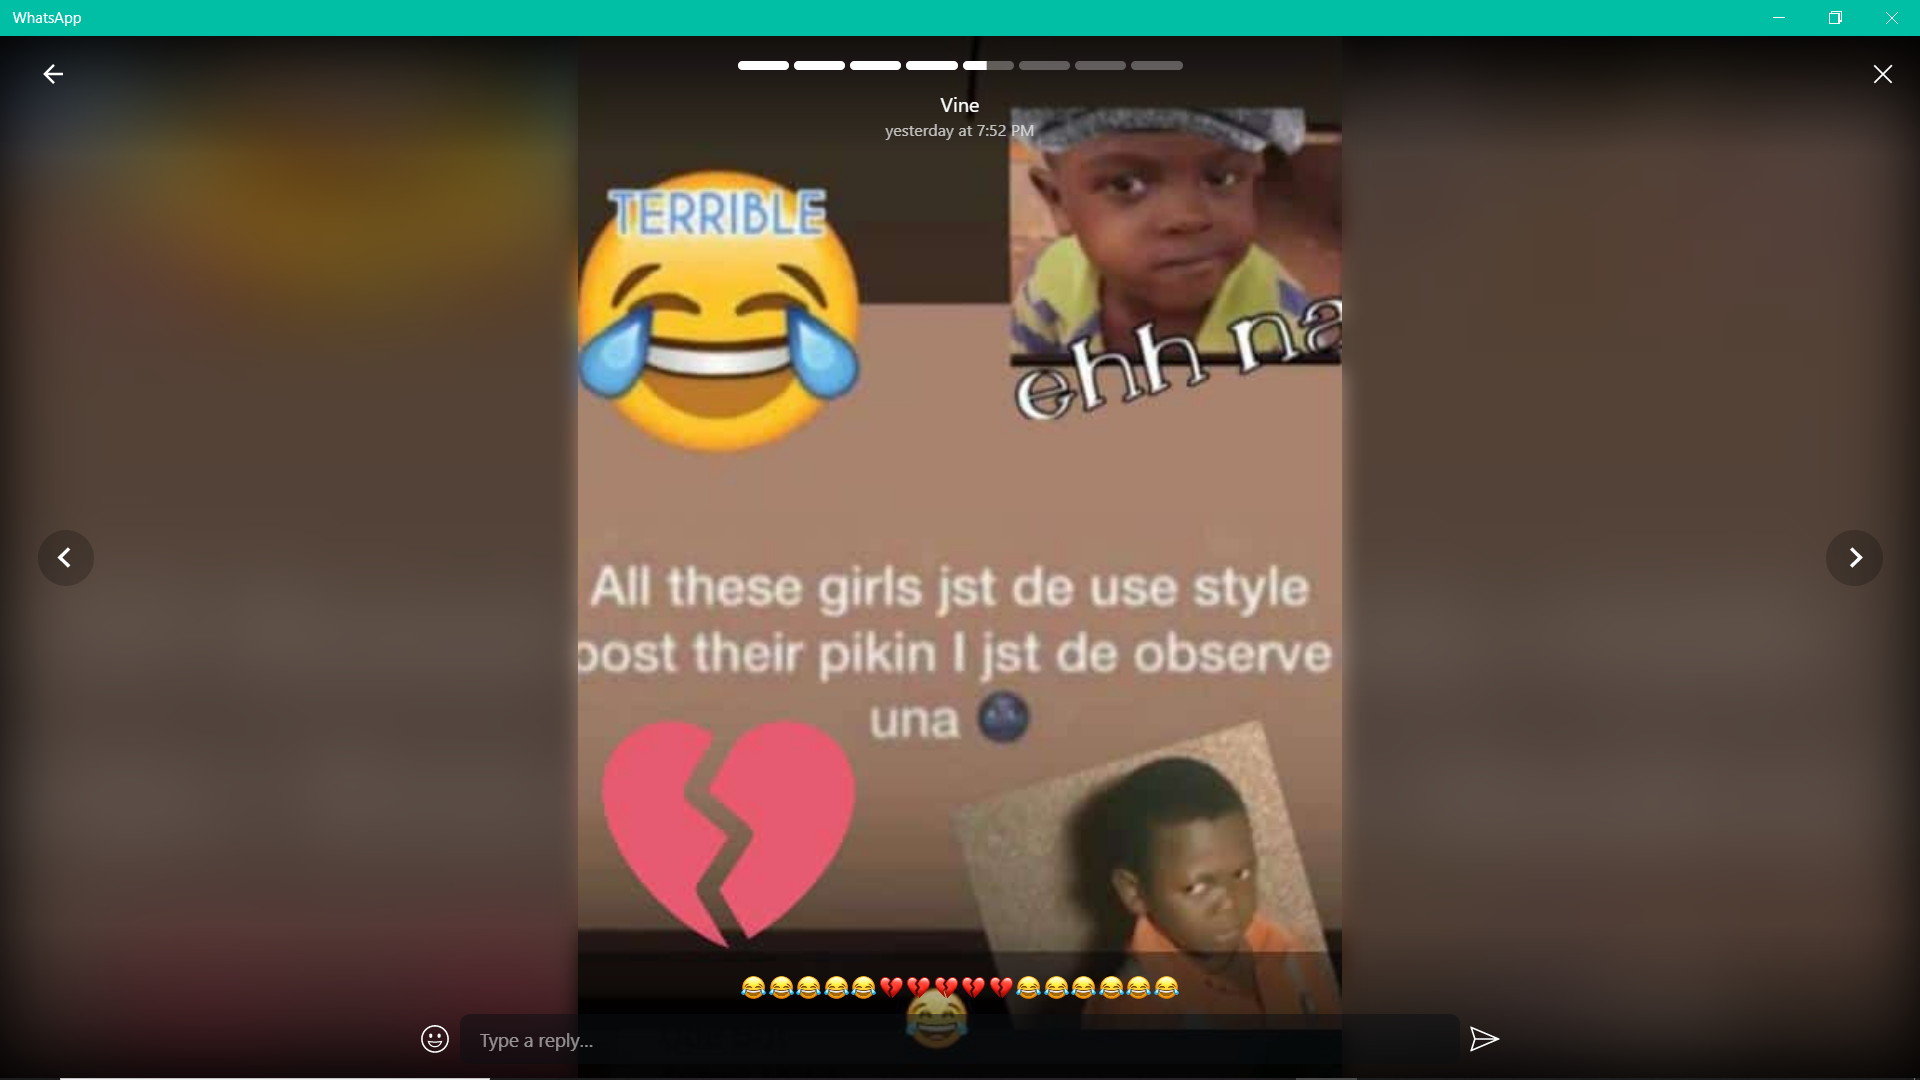 WhatsApp
Vine
yesterday at 7:52 PM
TERRIBLE
ehh na
All these girls jst de use style
post their pikin I jst de observe
una 🌚
😂😂😂😂😂💔💔💔💔💔😂😂😂😂😂😂
Type a reply...